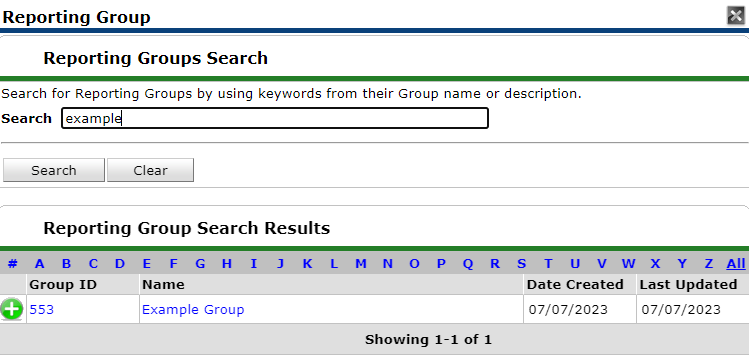 Reporting Group
Reporting Groups Search
Search for Reporting Groups by using keywords from their Group name or description.
Search example
Search Clear
Reporting Group Search Results
# A B C D E F G H I J K L M N O P Q R S T U V W X Y Z All
Group ID Name Date Created Last Updated
553 Example Group 07/07/2023 07/07/2023
Showing 1-1 of 1